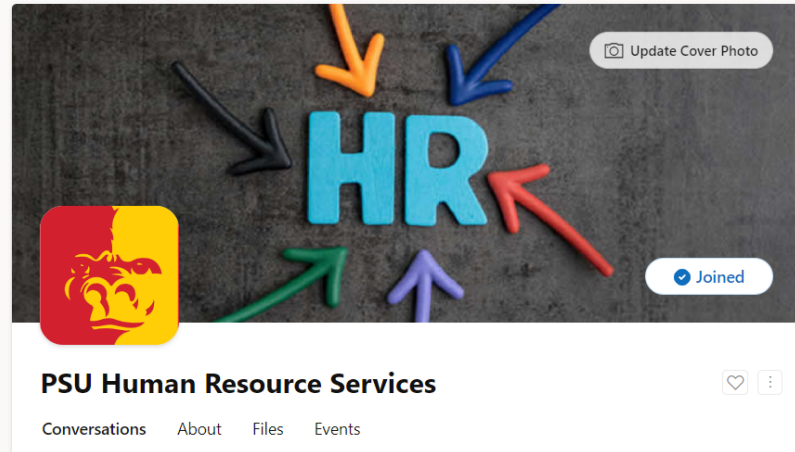 Update Cover Photo
HR
Joined
PSU Human Resource Services
Conversations About Files Events